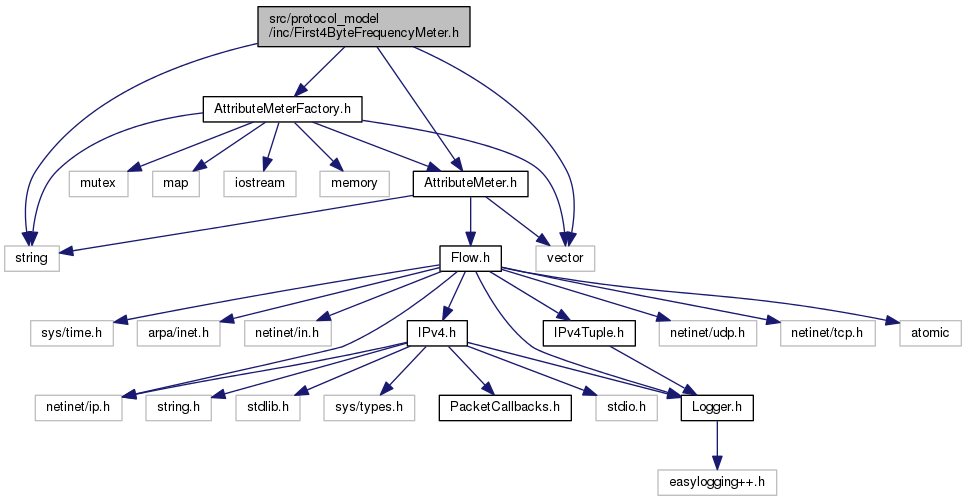 src/protocol_model
/inc/First4ByteFrequencyMeter.h
AttributeMeterFactory.h
mutex
map
iostream
memory
AttributeMeter.h
string
Flow.h
vector
sys/time.h
arpa/inet.h
netinet/in.h
IPv4.h
IPv4Tuple.h
netinet/udp.h
netinet/tcp.h
atomic
netinet/ip.h
string.h
stdlib.h
sys/types.h
PacketCallbacks.h
stdio.h
Logger.h
easylogging++.h